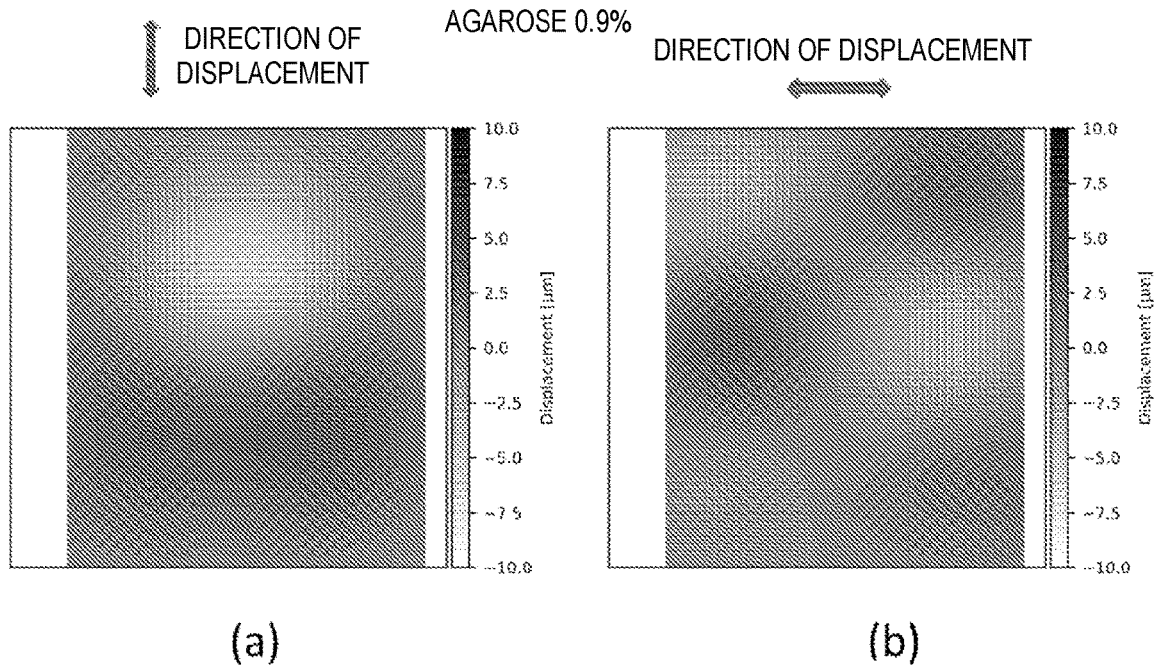 AGAROSE 0.9%
DIRECTION OF
DISPLACEMENT
DIRECTION OF DISPLACEMENT
10.0
7.5
5.0
2.5
0.0
−2.5
−5.0
−7.5
−10.0
Displacement [µm]
10.0
7.5
5.0
2.5
0.0
−2.5
−5.0
−7.5
−10.0
Displacement [µm]
(a)
(b)